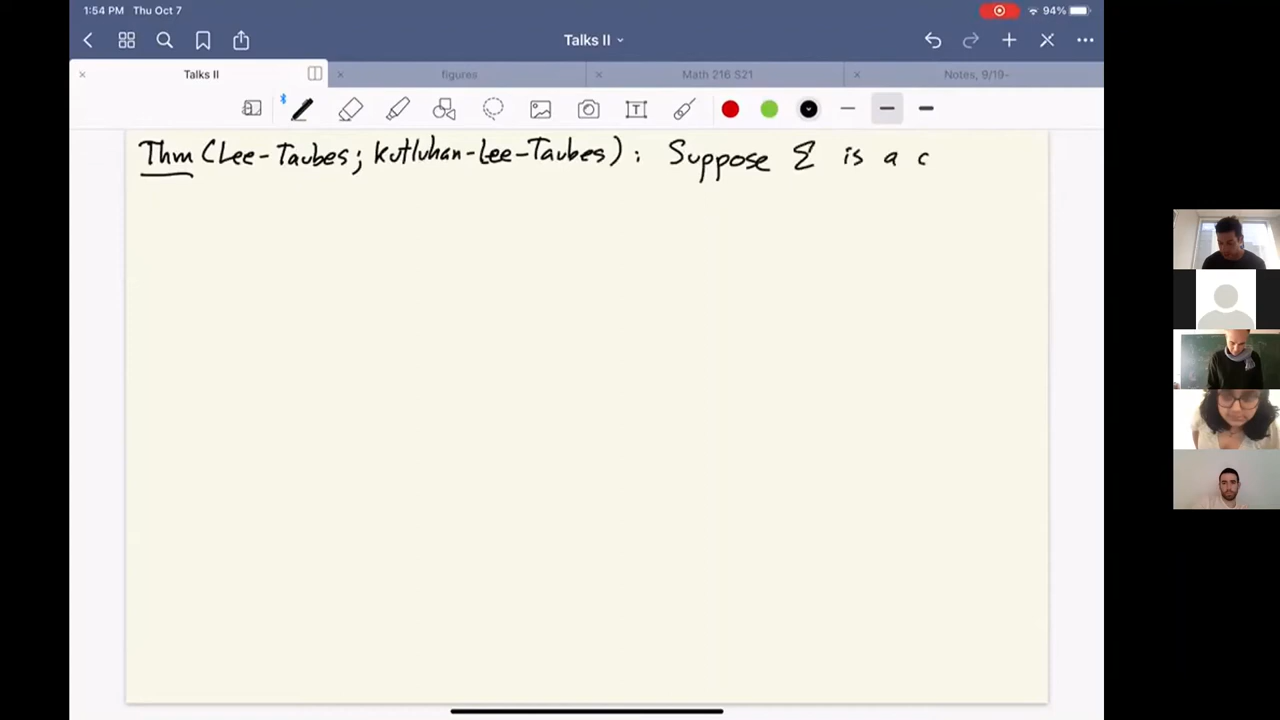 1:54 PM Thu Oct 7
94%
Talks II
Talks II
figures
Math 216 S21
Notes, 9/19-
T
Thm (Lee-Taubes; Kutluhan-Lee-Taubes): Suppose Σ is a c